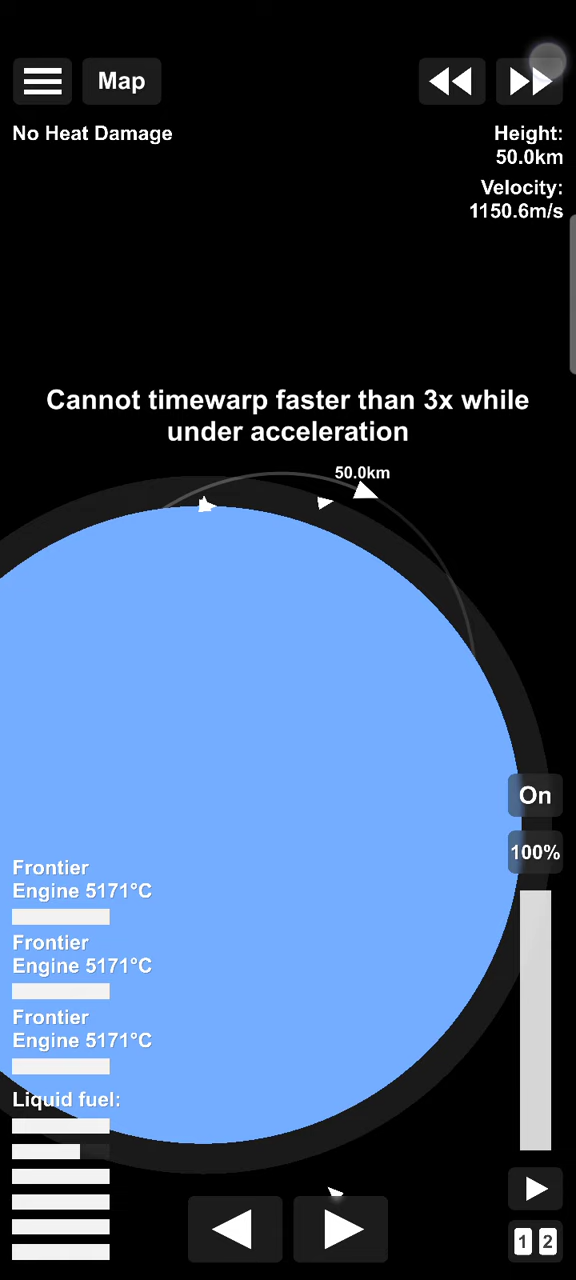 Map
No Heat Damage
Height:
50.0km
Velocity:
1150.6m/s
Cannot timewarp faster than 3x while
under acceleration
50.0km
On
100%
Frontier
Engine 5171°C
Frontier
Engine 5171°C
Frontier
Engine 5171°C
Liquid fuel:
1 2